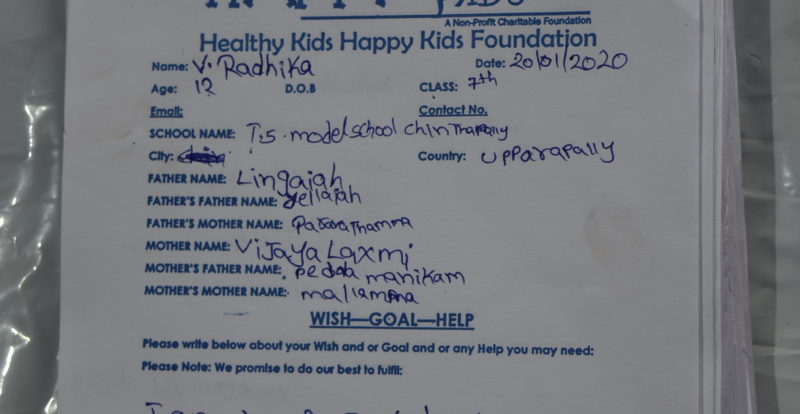 A Non-Profit Charitable Foundation
Healthy Kids Happy Kids Foundation
Name: V. Radhika Date: 20/01/2020
Age: 12 D.O.B CLASS: 7th
Email: Contact No.
SCHOOL NAME: T.S. model school chinThapally
City: Country: upparapally
FATHER NAME: Lingaiah
FATHER'S FATHER NAME: yellaiah
FATHER'S MOTHER NAME:
MOTHER NAME: Vijaya Laxmi
MOTHER'S FATHER NAME: pedda manikam
MOTHER'S MOTHER NAME: mallamma
WISH—GOAL—HELP
Please write below about your Wish and or Goal and or any Help you may need:
Please Note: We promise to do our best to fulfil: